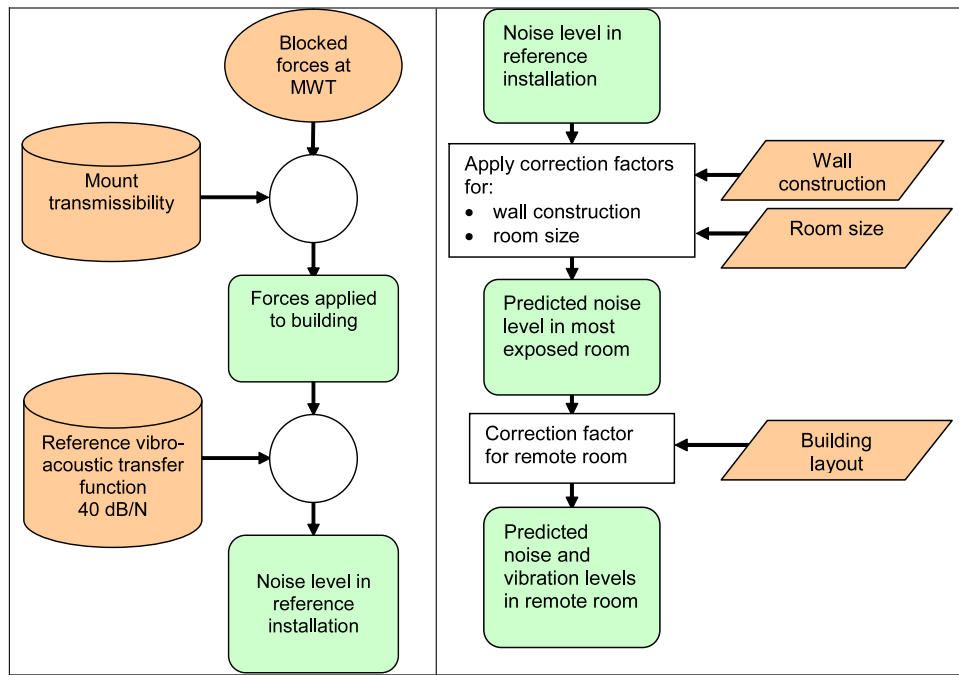 Blocked
forces at
MWT
Mount
transmissibility
Forces applied
to building
Reference vibro-
acoustic transfer
function
40 dB/N
Noise level in
reference
installation
Noise level in
reference
installation
Apply correction factors
for:
• wall construction
• room size
Wall
construction
Room size
Predicted noise
level in most
exposed room
Correction factor
for remote room
Building
layout
Predicted
noise and
vibration levels
in remote room